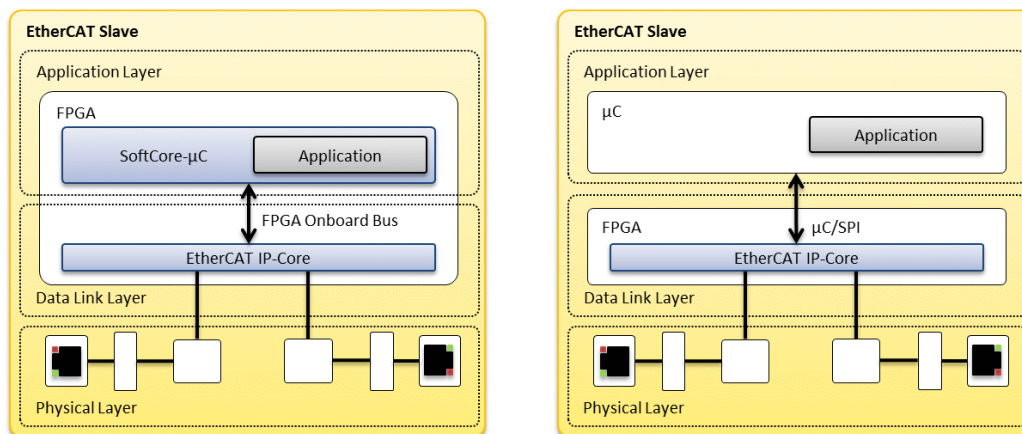 EtherCAT Slave
Application Layer
FPGA
SoftCore-µC
Application
FPGA Onboard Bus
EtherCAT IP-Core
Data Link Layer
Physical Layer
EtherCAT Slave
Application Layer
µC
Application
FPGA
µC/SPI
EtherCAT IP-Core
Data Link Layer
Physical Layer